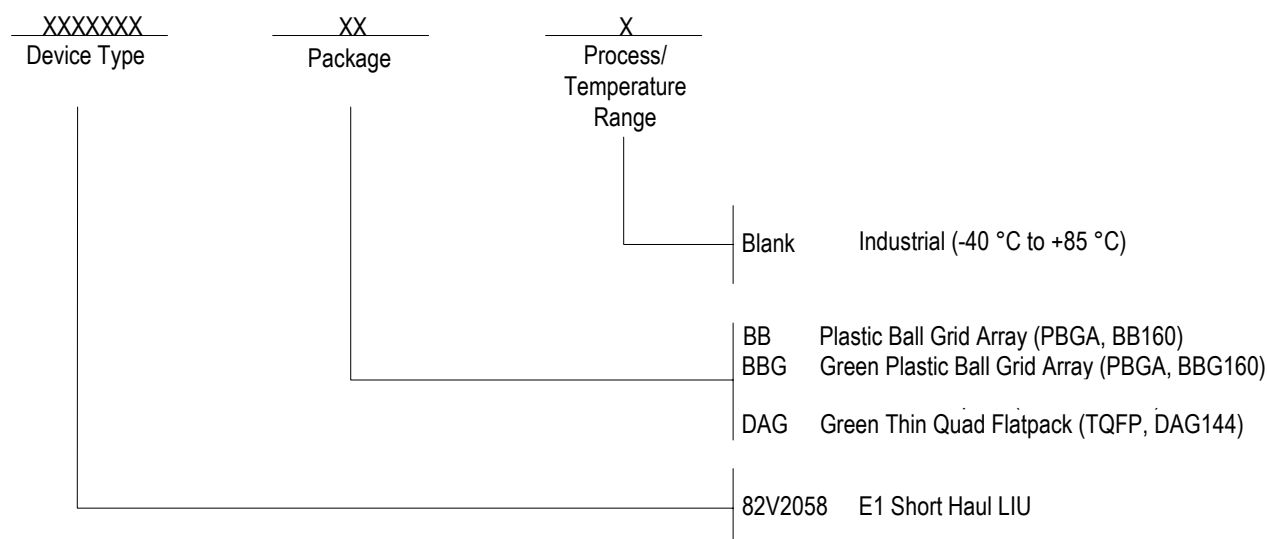 XXXXXXX XX X
Device Type Package Process/
Temperature
Range
Blank Industrial (-40 °C to +85 °C)
BB Plastic Ball Grid Array (PBGA, BB160)
BBG Green Plastic Ball Grid Array (PBGA, BBG160)
DAG Green Thin Quad Flatpack (TQFP, DAG144)
82V2058 E1 Short Haul LIU